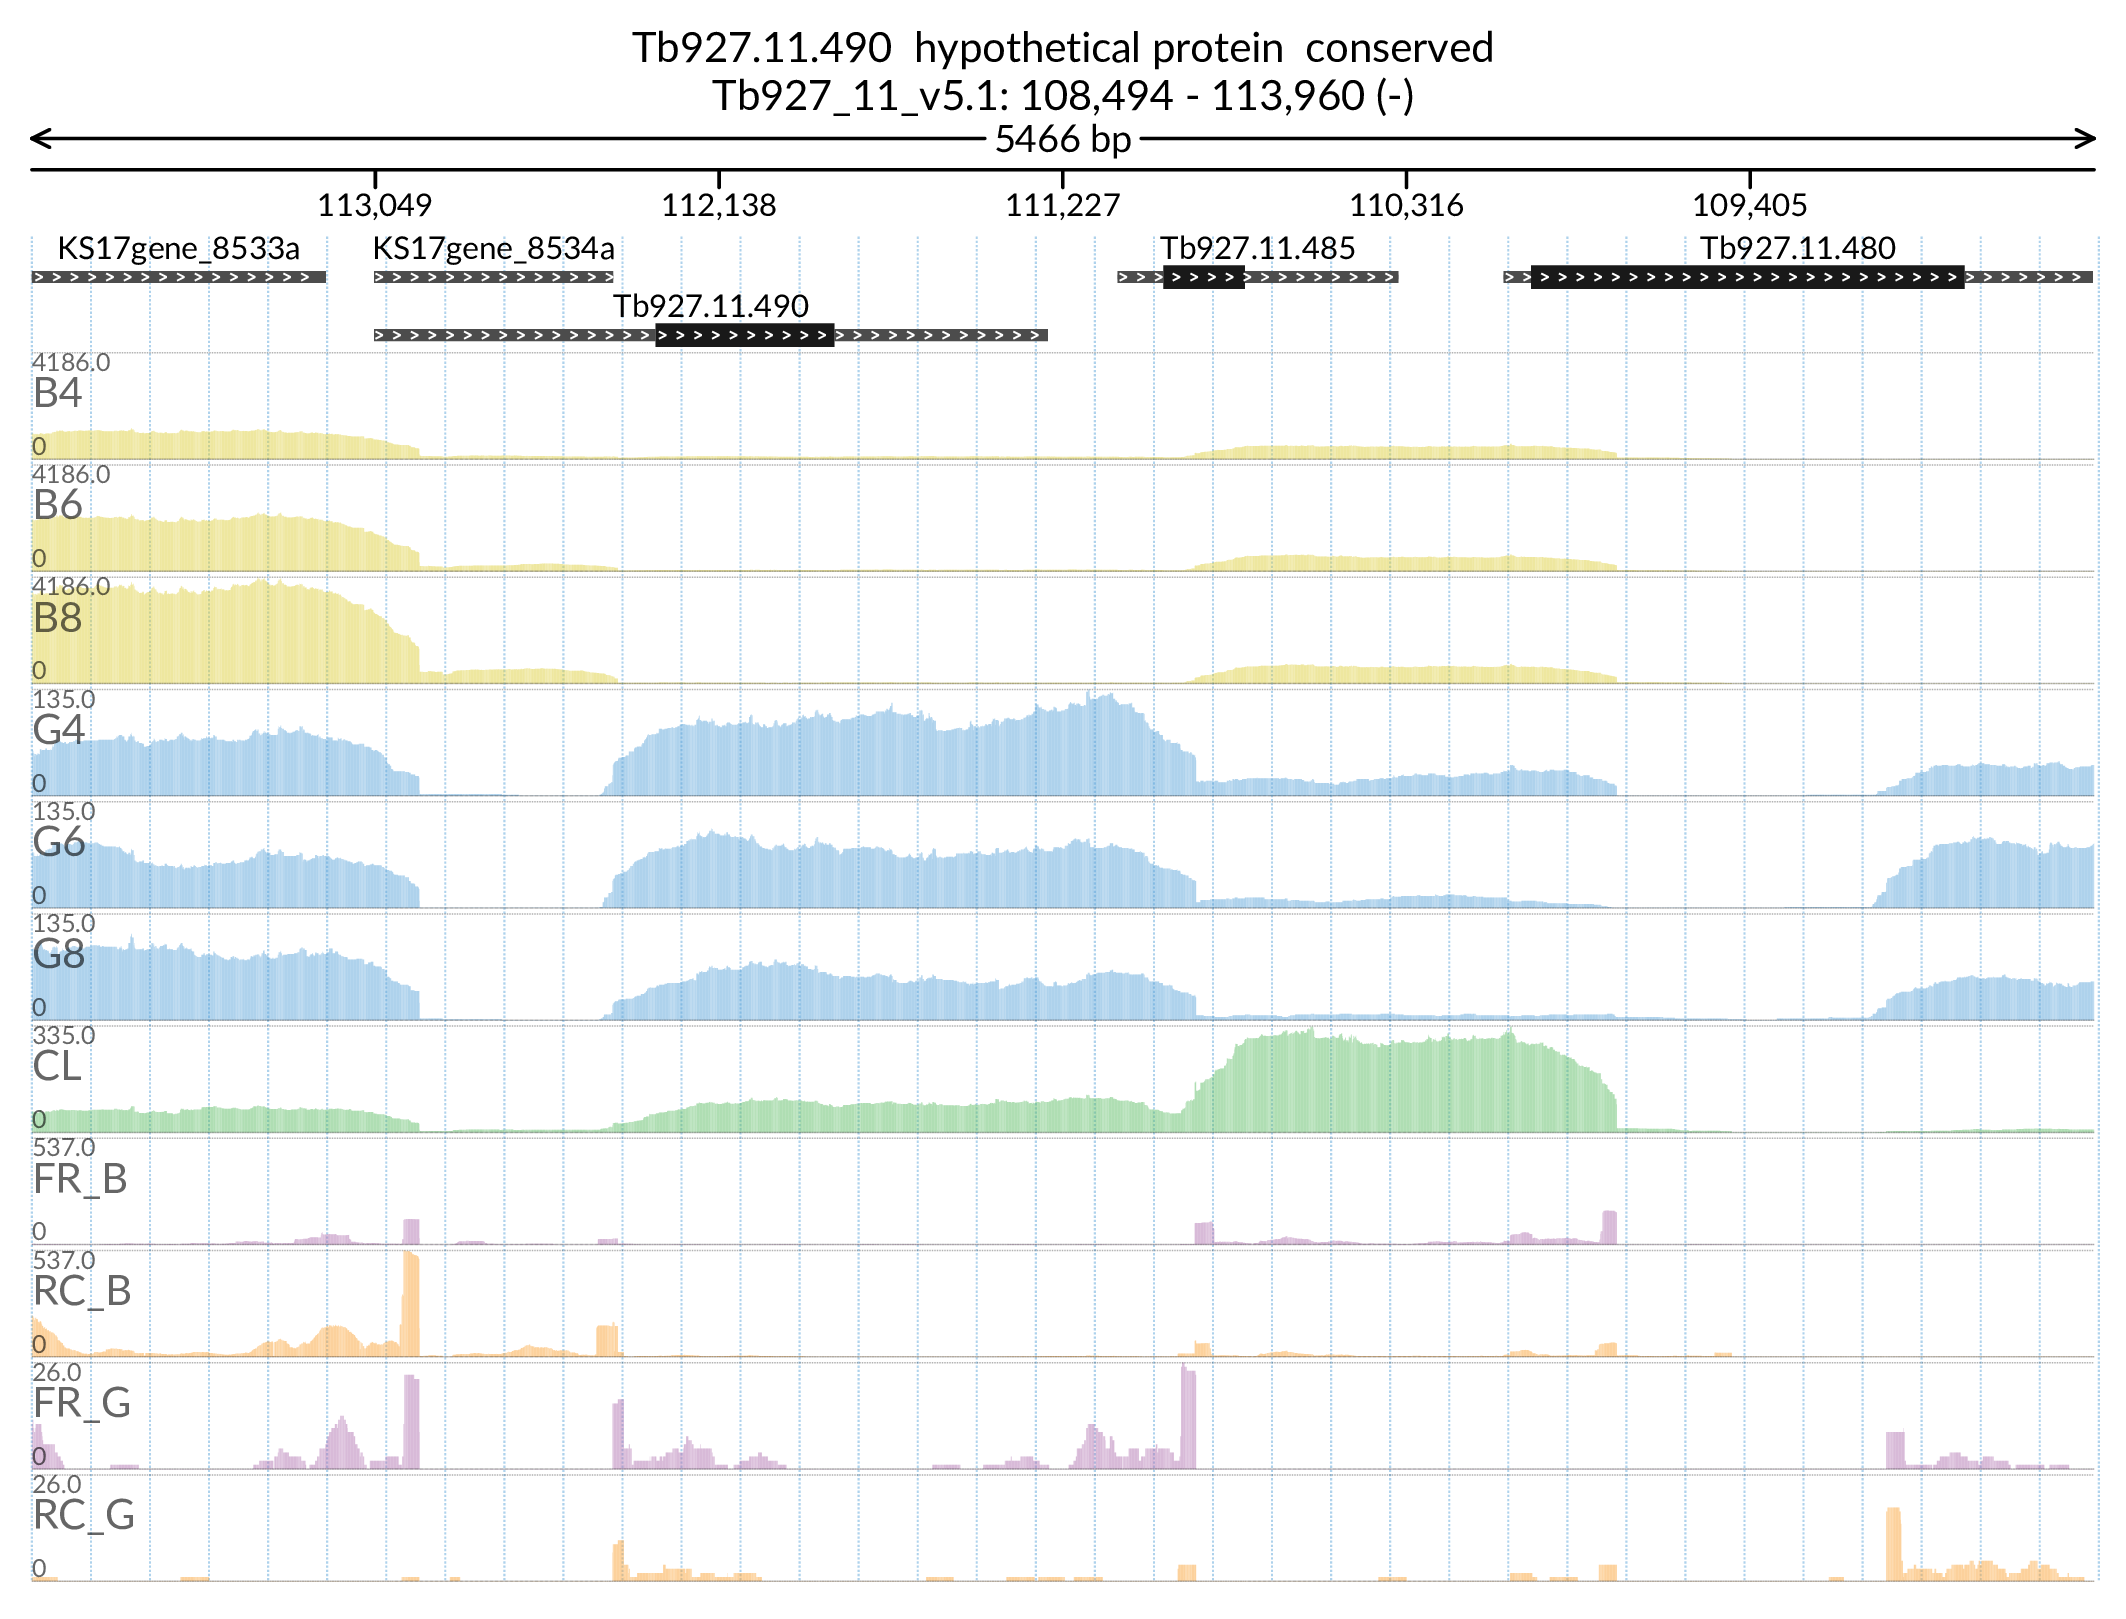 Tb927.11.490  hypothetical protein  conserved
Tb927_11_v5.1: 108,494 - 113,960 (-)
5466 bp
113,049 112,138 111,227 110,316 109,405
KS17gene_8533a KS17gene_8534a Tb927.11.485 Tb927.11.480
Tb927.11.490
4186.0
B4
0
4186.0
B6
0
4186.0
B8
0
135.0
G4
0
135.0
G6
0
135.0
G8
0
335.0
CL
0
537.0
FR_B
0
537.0
RC_B
0
26.0
FR_G
0
26.0
RC_G
0